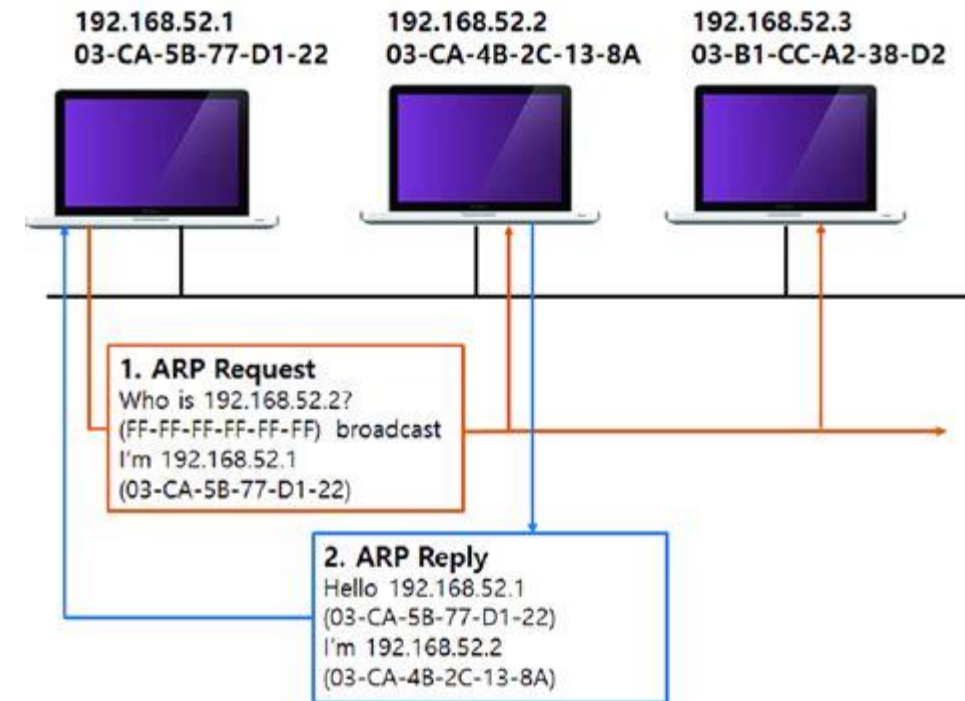 192.168.52.1
03-CA-5B-77-D1-22
192.168.52.2
03-CA-4B-2C-13-8A
192.168.52.3
03-B1-CC-A2-38-D2
1. ARP Request
Who is 192.168.52.2?
(FF-FF-FF-FF-FF-FF) broadcast
I'm 192.168.52.1
(03-CA-5B-77-D1-22)
2. ARP Reply
Hello 192.168.52.1
(03-CA-5B-77-D1-22)
I'm 192.168.52.2
(03-CA-4B-2C-13-8A)